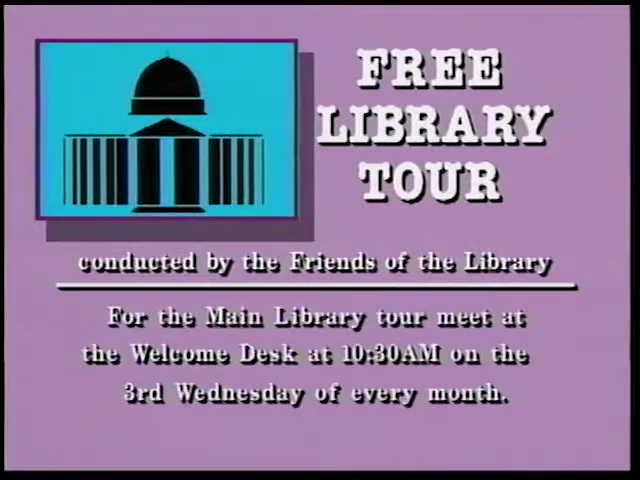 FREE
LIBRARY
TOUR
conducted by the Friends of the Library
For the Main Library tour meet at
the Welcome Desk at 10:30AM on the
3rd Wednesday of every month.